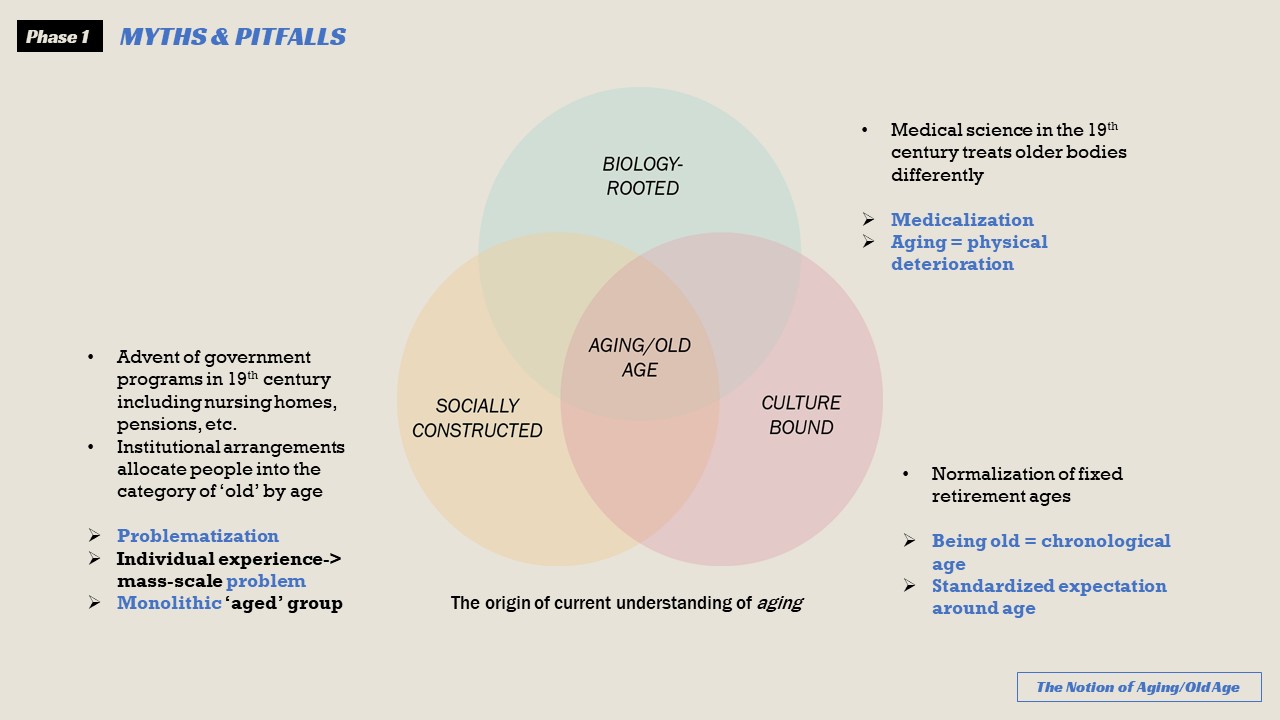 Phase 1
MYTHS & PITFALLS
BIOLOGY-
ROOTED
AGING/OLD
AGE
SOCIALLY
CONSTRUCTED
CULTURE
BOUND
The origin of current understanding of aging
• Medical science in the 19th
century treats older bodies
differently
➢ Medicalization
➢ Aging = physical
deterioration
• Advent of government
programs in 19th century
including nursing homes,
pensions, etc.
• Institutional arrangements
allocate people into the
category of ‘old’ by age
➢ Problematization
➢ Individual experience->
mass-scale problem
➢ Monolithic ‘aged’ group
• Normalization of fixed
retirement ages
➢ Being old = chronological
age
➢ Standardized expectation
around age
The Notion of Aging/Old Age